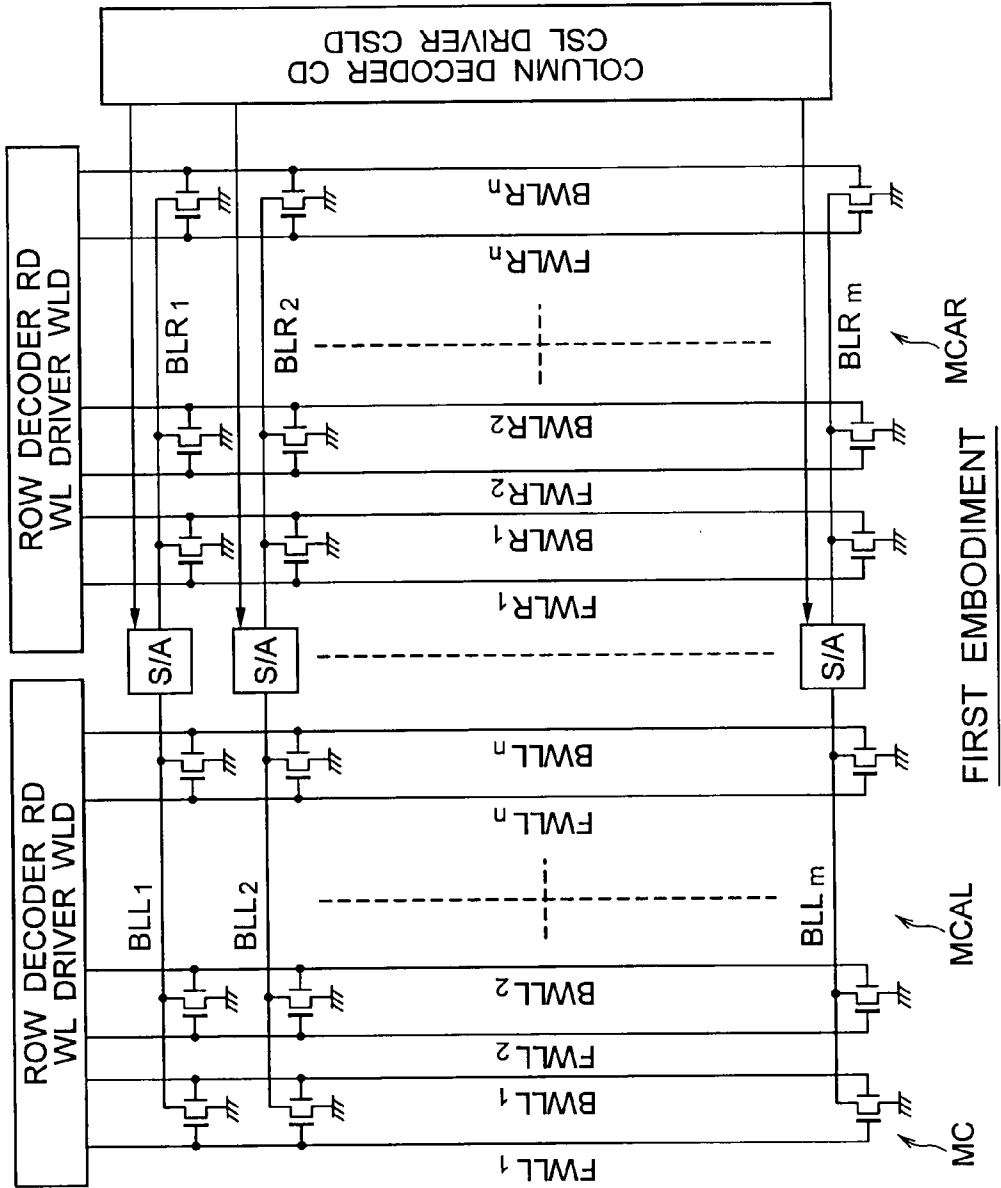 ROW DECODER RD
WL DRIVER WLD
ROW DECODER RD
WL DRIVER WLD
COLUMN DECODER CD
CSL DRIVER CSLD
BLL1
BLR1
S/A
BLL2
BLR2
S/A
FWLL1
BWLL1
FWLL2
BWLL2
FWLLn
BWLLn
FWLR1
BWLR1
FWLR2
BWLR2
FWLRn
BWLRn
BLLm
S/A
BLRm
MC
MCAL
MCAR
FIRST EMBODIMENT